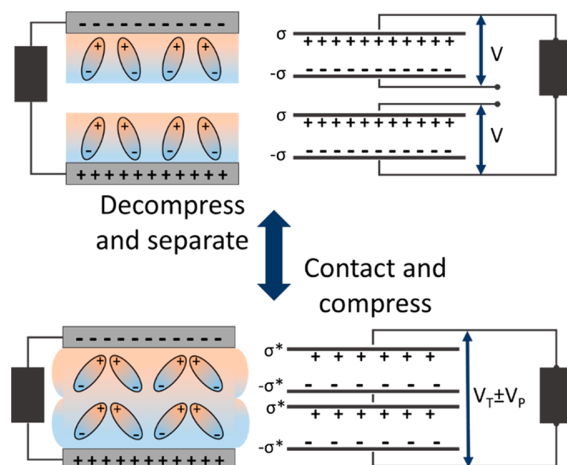 - - - - - - - - - -
+ + + +
- - - -
+ + + +
- - - -
+ + + + + + + + + +
σ
+ + + + + + + + + + +
-σ
- - - - - - - -
V
σ
+ + + + + + + + + + +
-σ
- - - - - - - -
V
Decompress
and separate
Contact and
compress
- - - - - - - - - -
+ + + +
- - - -
+ + + +
- - - -
+ + + + + + + + + +
σ*
+ + + + + +
-σ*
- - - - - -
σ*
+ + + + + +
-σ*
- - - - - -
V_T±V_P